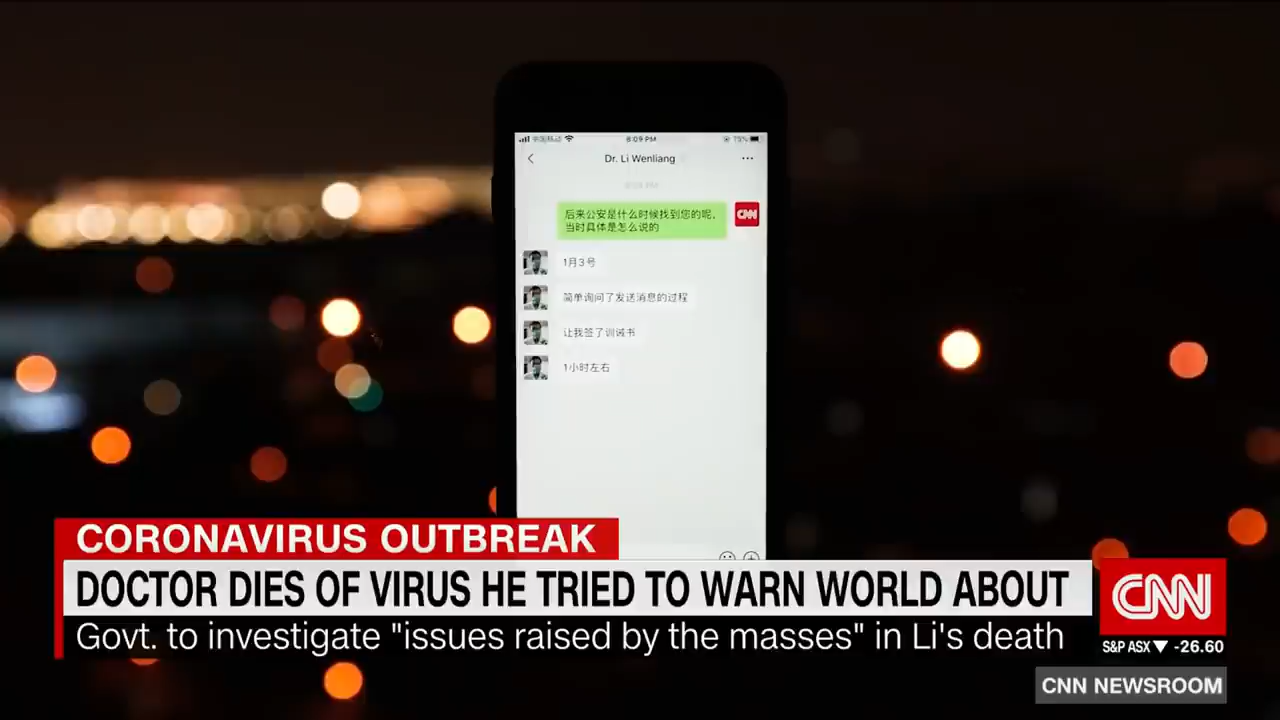 8:09 PM
75%
Dr. Li Wenliang
后来公安是什么时候找到您的呢,
当时具体是怎么说的
CNN
1月3号
简单询问了发送消息的过程
让我签了训诫书
1小时左右
CORONAVIRUS OUTBREAK
DOCTOR DIES OF VIRUS HE TRIED TO WARN WORLD ABOUT
Govt. to investigate "issues raised by the masses" in Li's death
CNN
S&P ASX ▼ -26.60
CNN NEWSROOM